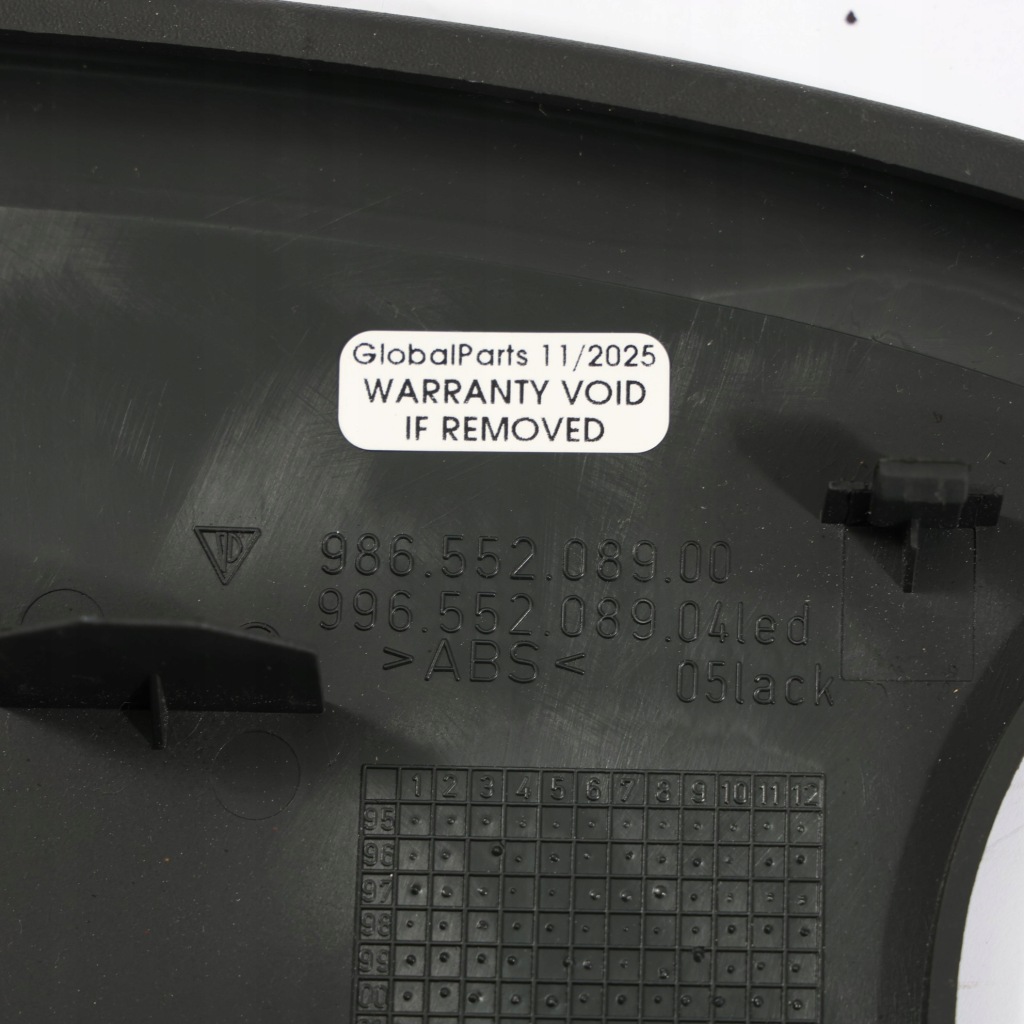 GlobalParts 11/2025
WARRANTY VOID
IF REMOVED
986.552.089.00
996.552.089.04led
>ABS< 05lack
1 2 3 4 5 6 7 8 9 10 11 12
95
96
97
98
99
00